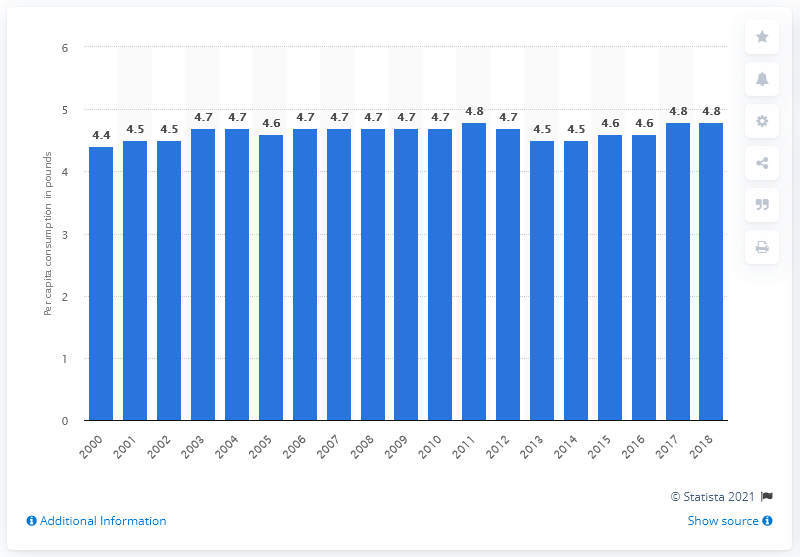 6
5
4
3
2
1
0
Per capita consumption in pounds
4.4 4.5 4.5 4.7 4.7 4.6 4.7 4.7 4.7 4.7 4.7 4.8 4.7 4.5 4.5 4.6 4.6 4.8 4.8
2000 2001 2002 2003 2004 2005 2006 2007 2008 2009 2010 2011 2012 2013 2014 2015 2016 2017 2018
© Statista 2021
Additional Information
Show source